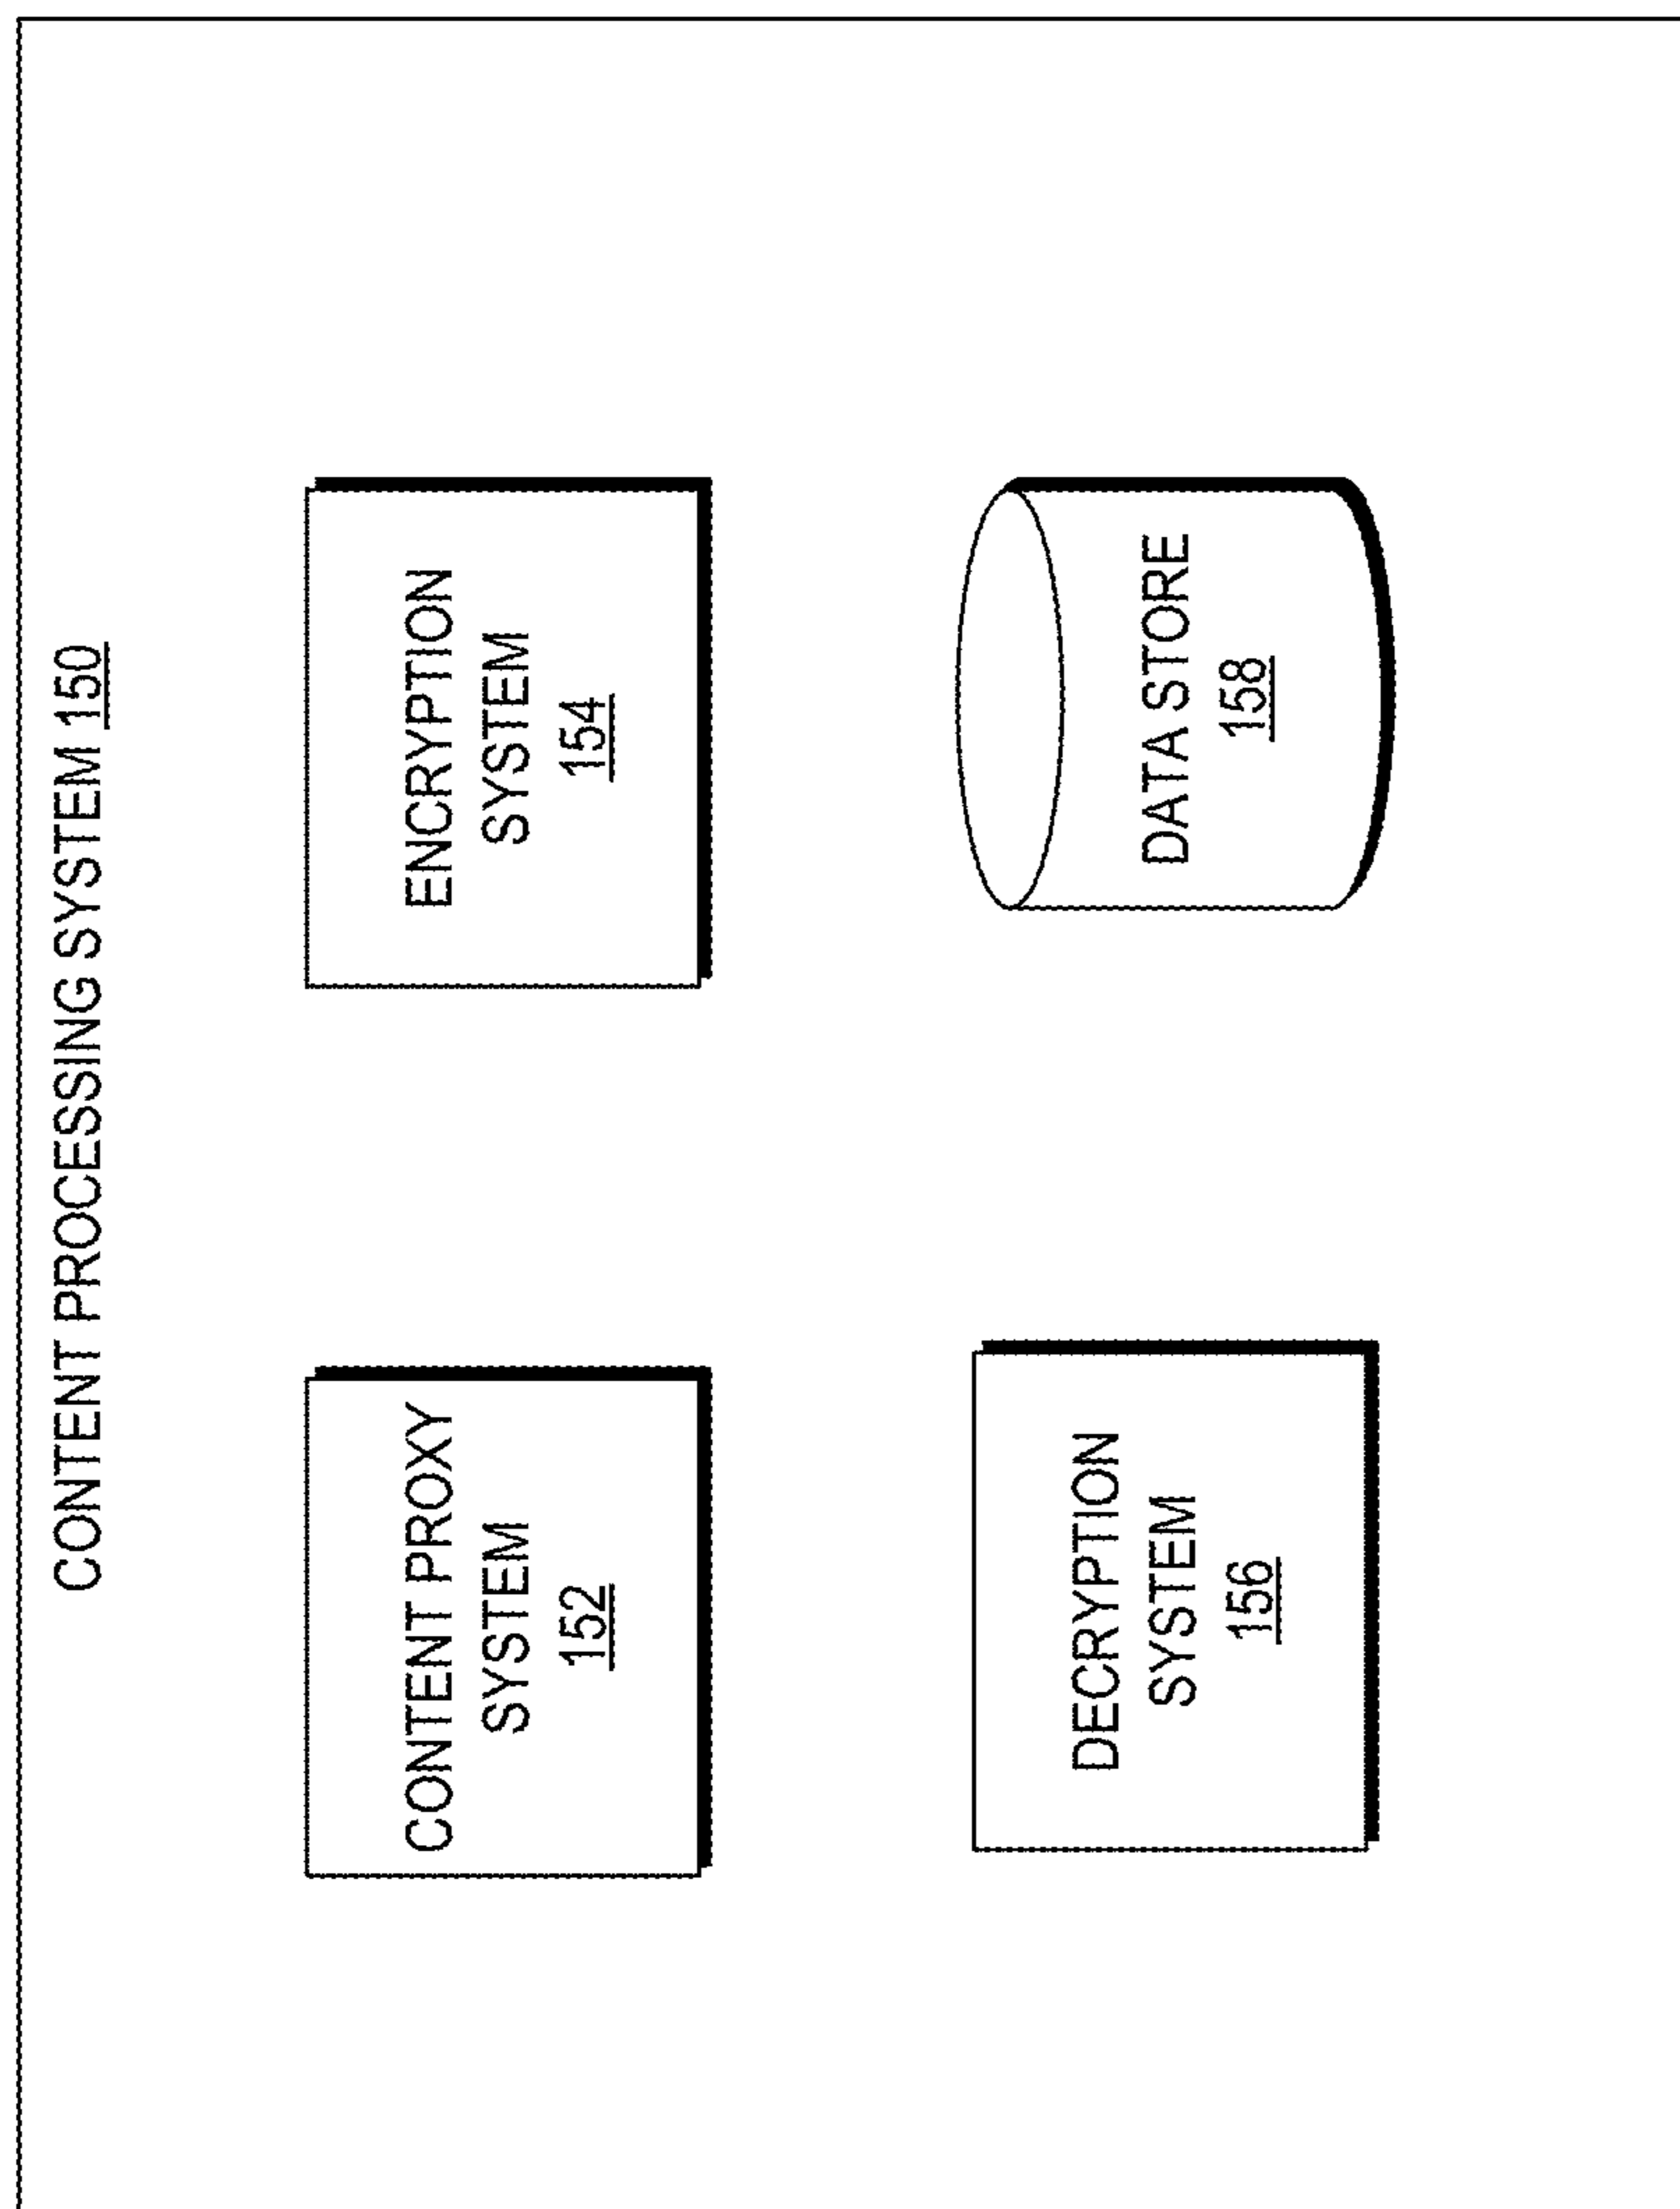 CONTENT PROCESSING SYSTEM 150
CONTENT PROXY
SYSTEM
152
ENCRYPTION
SYSTEM
154
DECRYPTION
SYSTEM
156
DATA STORE
158